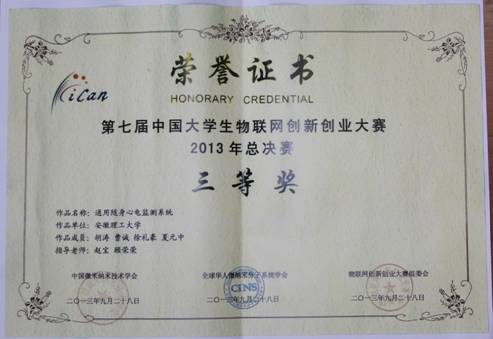 iCan
荣誉证书
HONORARY CREDENTIAL
第七届中国大学生物联网创新创业大赛
2013年总决赛
三等奖
作品名称：通用随身心电监测系统
作品单位：安徽理工大学
作品成员：胡涛 曹诚 徐礼豪 夏元中
指导老师：赵宝 顾荣荣
中国微米纳米技术学会 全球华人微纳米分子系统学会 物联网创新创业大赛组委会
CINS
二〇一三年九月二十八日 二〇一三年九月二十八日 二〇一三年九月二十八日